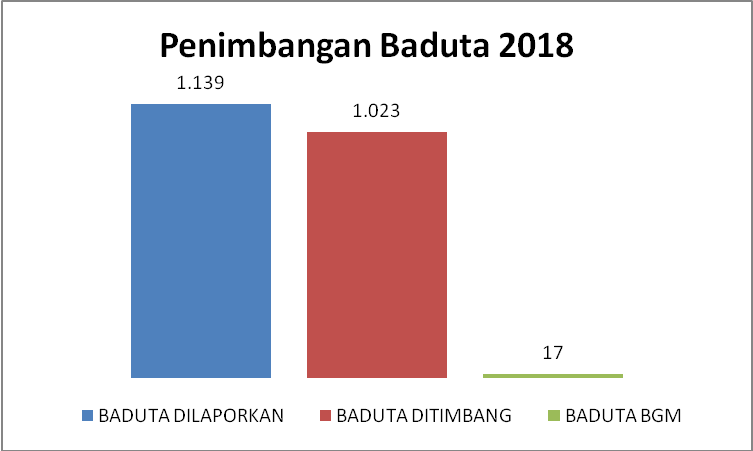 Penimbangan Baduta 2018
1.139
1.023
17
BADUTA DILAPORKAN
BADUTA DITIMBANG
BADUTA BGM